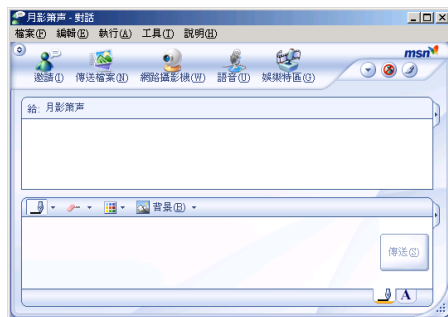 月影簫声 - 對話
檔案(F) 編輯(E) 執行(A) 工具(T) 說明(H)
msn
邀請(I) 傳送檔案(N) 網路攝影機(W) 語音(U) 娛樂特區(G)
給: 月影簫声
背景(B)
傳送(S)
A